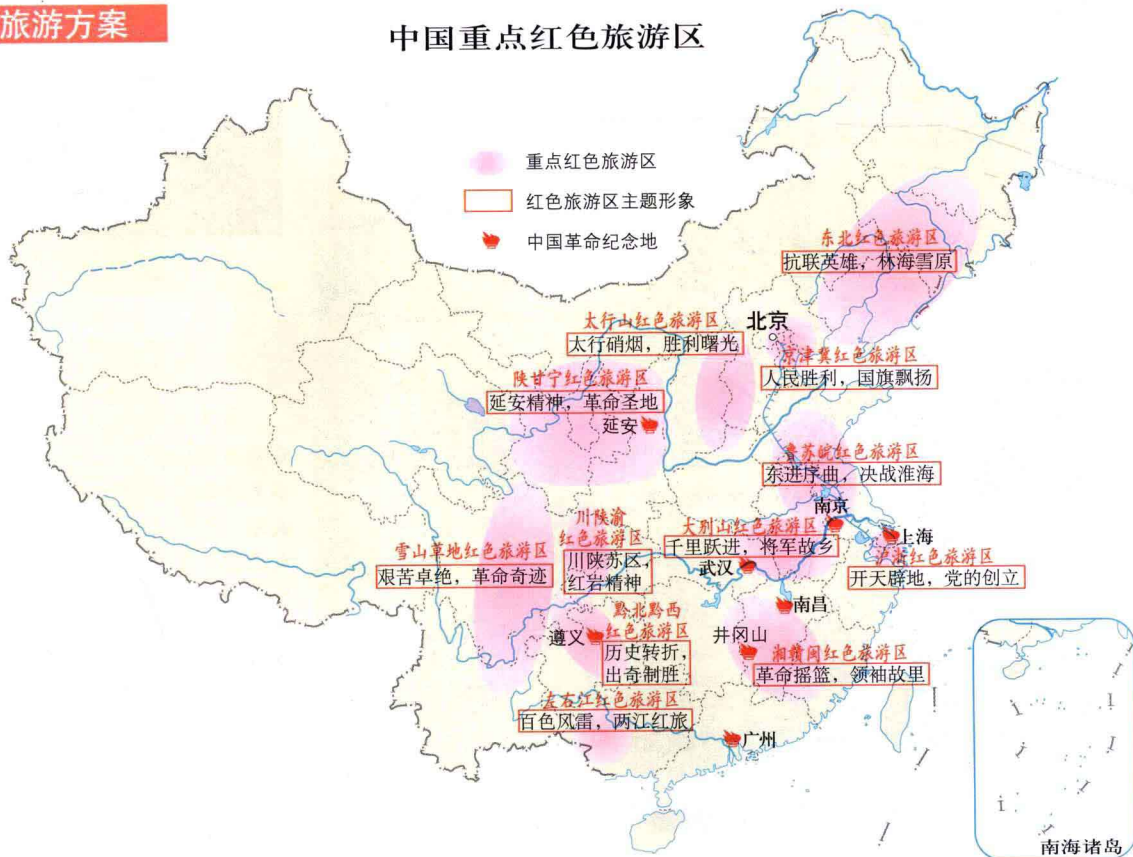 旅游方案
中国重点红色旅游区
重点红色旅游区
红色旅游区主题形象
中国革命纪念地
东北红色旅游区
抗联英雄，林海雪原
北京
太行山红色旅游区
太行硝烟，胜利曙光
京津冀红色旅游区
人民胜利，国旗飘扬
陕甘宁红色旅游区
延安精神，革命圣地
延安
鲁苏皖红色旅游区
东进序曲，决战淮海
南京
川陕渝
红色旅游区
川陕苏区，
红岩精神
大别山红色旅游区
千里跃进，将军故乡
武汉
上海
沪浙红色旅游区
开天辟地，党的创立
雪山草地红色旅游区
艰苦卓绝，革命奇迹
南昌
黔北黔西
红色旅游区
历史转折，
出奇制胜
遵义
井冈山
湘赣闽红色旅游区
革命摇篮，领袖故里
左右江红色旅游区
百色风雷，两江红旅
广州
南海诸岛